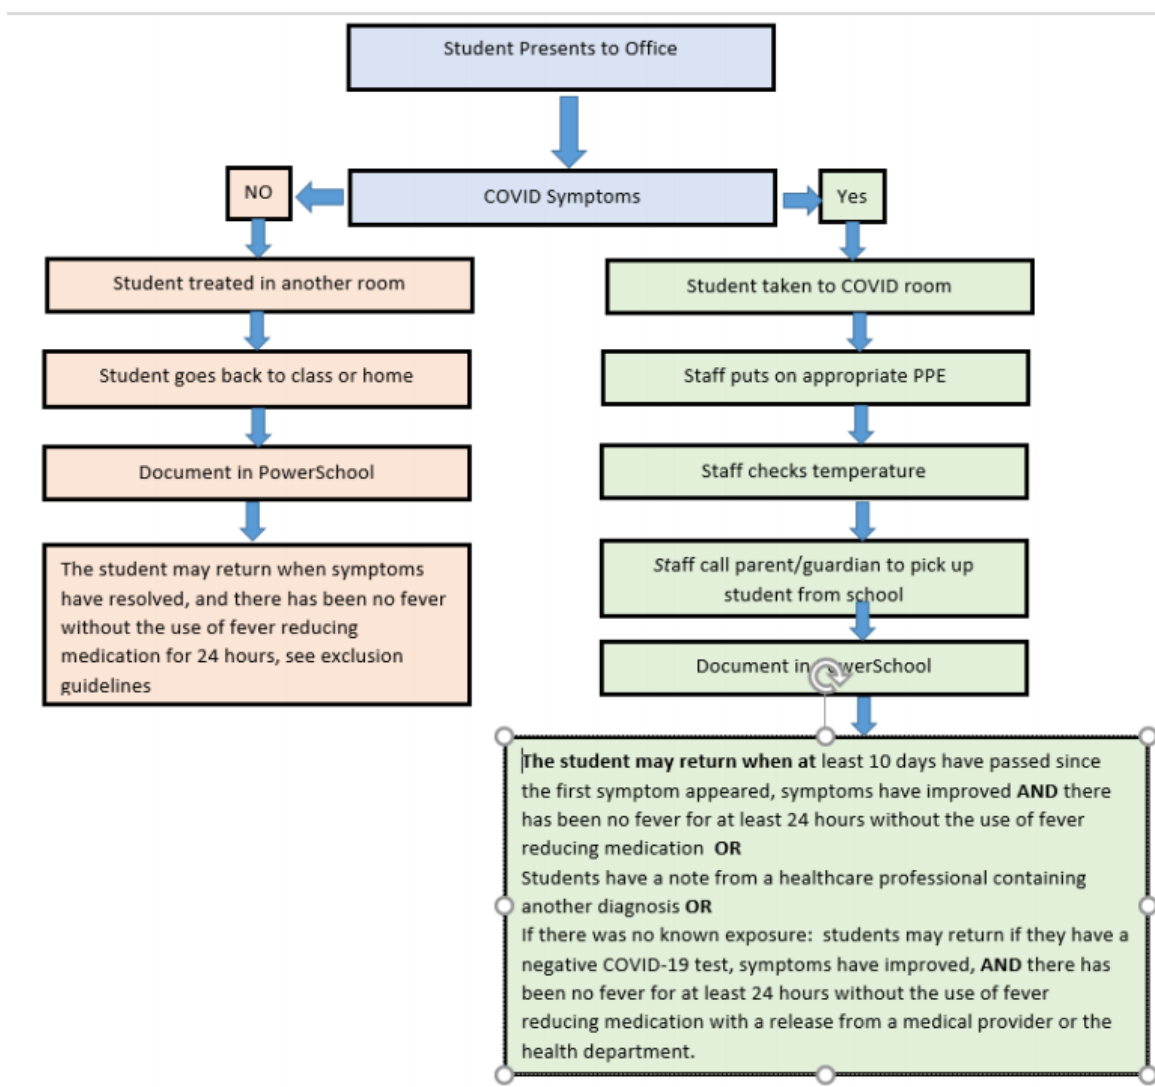 Student Presents to Office
COVID Symptoms
NO
Yes
Student treated in another room
Student goes back to class or home
Document in PowerSchool
The student may return when symptoms
have resolved, and there has been no fever
without the use of fever reducing
medication for 24 hours, see exclusion
guidelines
Student taken to COVID room
Staff puts on appropriate PPE
Staff checks temperature
Staff call parent/guardian to pick up
student from school
Document in PowerSchool
The student may return when at least 10 days have passed since
the first symptom appeared, symptoms have improved AND there
has been no fever for at least 24 hours without the use of fever
reducing medication OR
Students have a note from a healthcare professional containing
another diagnosis OR
If there was no known exposure: students may return if they have a
negative COVID-19 test, symptoms have improved, AND there has
been no fever for at least 24 hours without the use of fever
reducing medication with a release from a medical provider or the
health department.